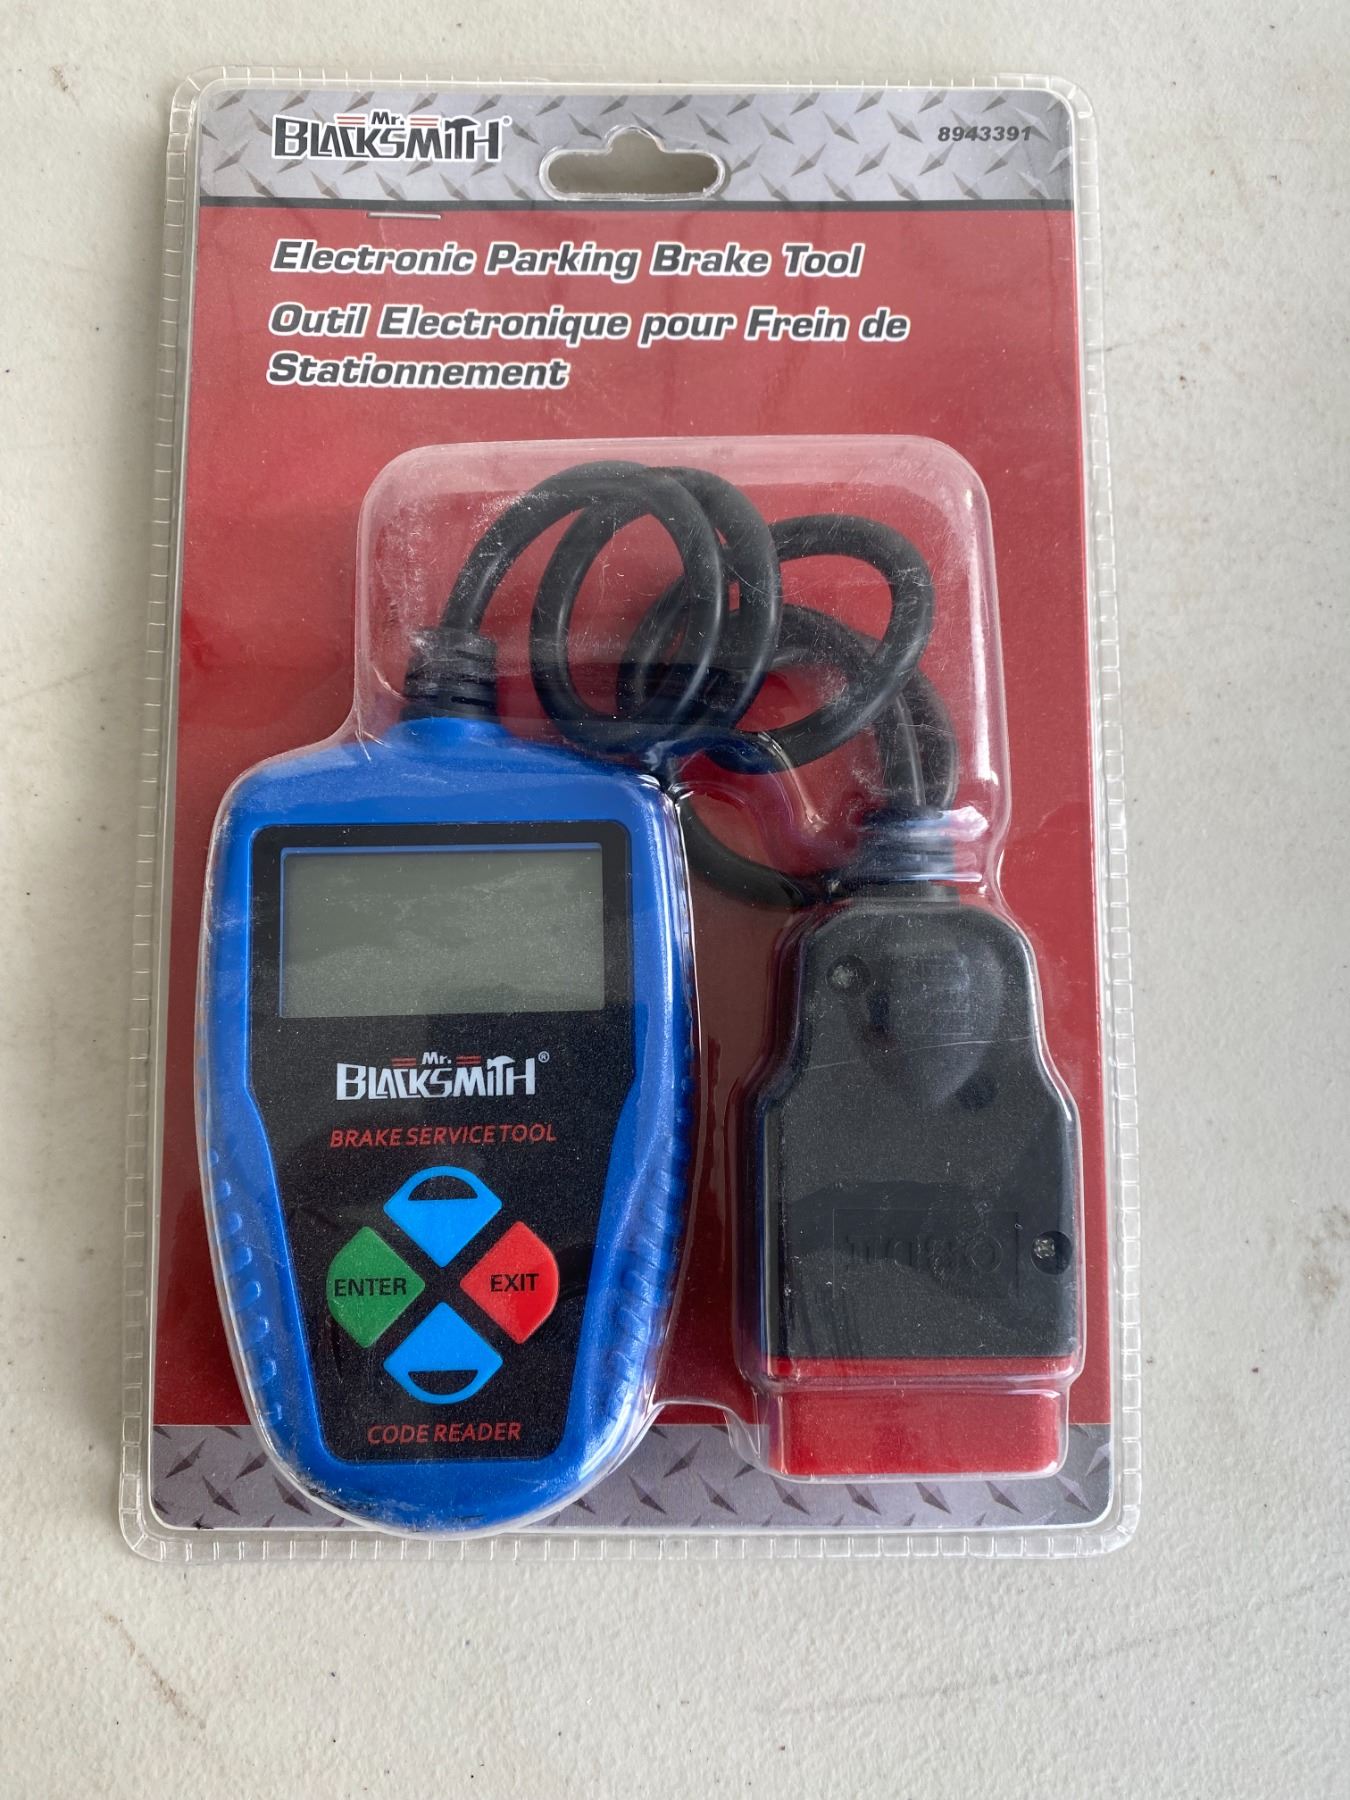 Mr.
BLACKSMITH®
8943391
Electronic Parking Brake Tool
Outil Electronique pour Frein de
Stationnement
Mr.
BLACKSMITH®
BRAKE SERVICE TOOL
ENTER
EXIT
CODE READER